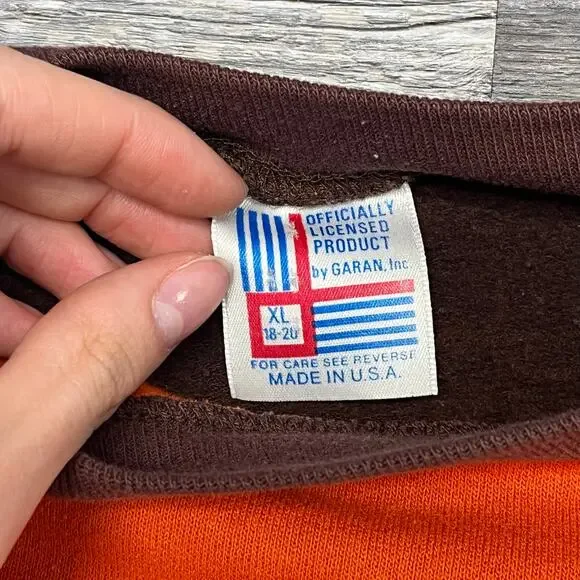 OFFICIALLY
LICENSED
PRODUCT
by GARAN, Inc.
XL
18-20
FOR CARE SEE REVERSE
MADE IN U.S.A.